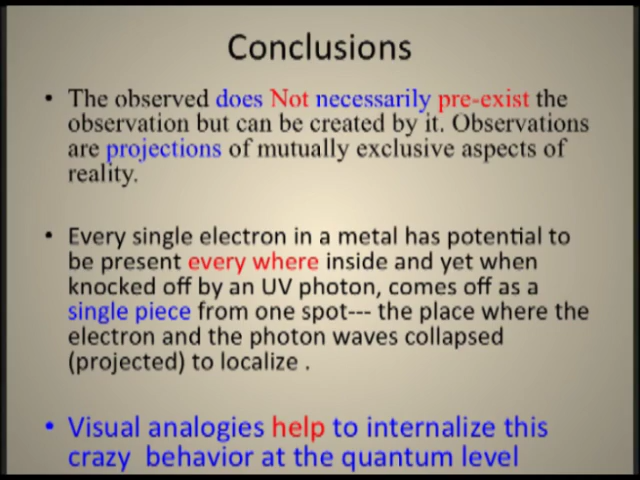 Conclusions
• The observed does Not necessarily pre-exist the
observation but can be created by it. Observations
are projections of mutually exclusive aspects of
reality.
• Every single electron in a metal has potential to
be present every where inside and yet when
knocked off by an UV photon, comes off as a
single piece from one spot--- the place where the
electron and the photon waves collapsed
(projected) to localize .
• Visual analogies help to internalize this
crazy behavior at the quantum level